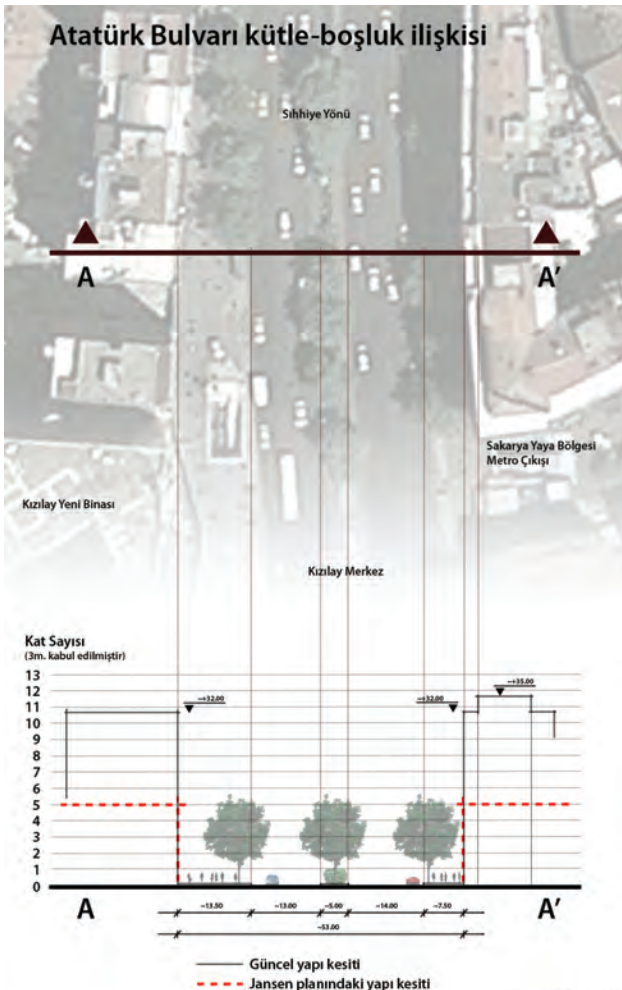 Atatürk Bulvarı kütle-boşluk ilişkisi
Sıhhiye Yönü
A
A'
Sakarya Yaya Bölgesi
Metro Çıkışı
Kızılay Yeni Binası
Kızılay Merkez
Kat Sayısı
(3m. kabul edilmiştir)
13
12
11
10
9
8
7
6
5
4
3
2
1
0
~+32.00
~+32.00
~+35.00
A
A'
~13.50
~13.00
~5.00
~14.00
~7.50
~53.00
Güncel yapı kesiti
Jansen planındaki yapı kesiti